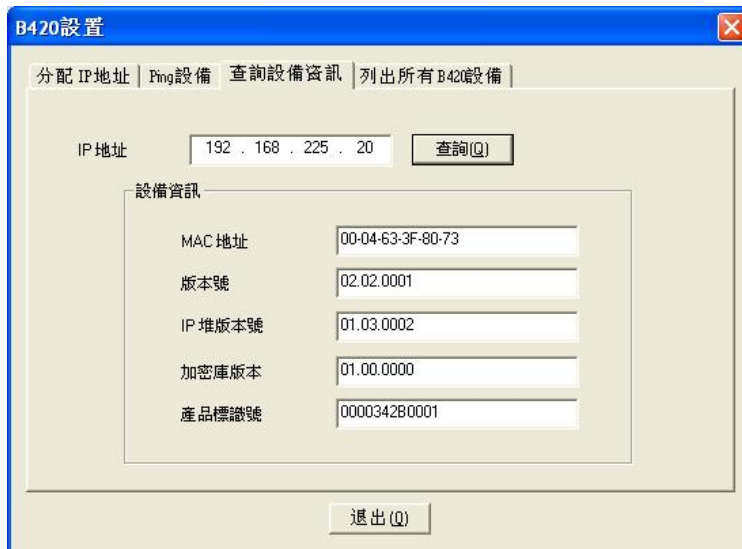 B420設置
分配 IP地址 Ping設備 查詢設備資訊 列出所有B420設備
IP地址 192 . 168 . 225 . 20 查詢(Q)
設備資訊
MAC地址 00-04-63-3F-80-73
版本號 02.02.0001
IP堆版本號 01.03.0002
加密庫版本 01.00.0000
產品標識號 0000342B0001
退出(Q)